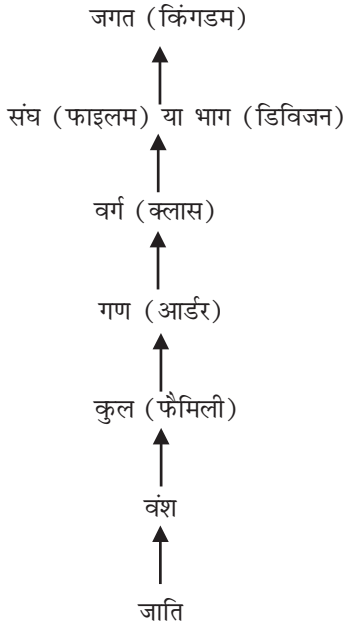 जगत (किंगडम)
संघ (फाइलम) या भाग (डिविजन)
वर्ग (क्लास)
गण (आर्डर)
कुल (फैमिली)
वंश
जाति